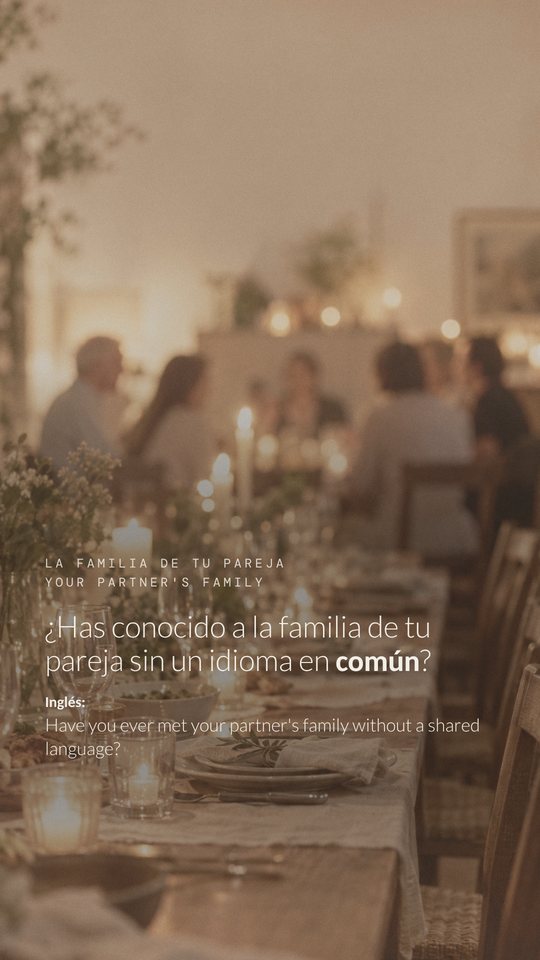 LA FAMILIA DE TU PAREJA
YOUR PARTNER'S FAMILY
¿Has conocido a la familia de tu
pareja sin un idioma en común?
Inglés:
Have you ever met your partner's family without a shared
language?